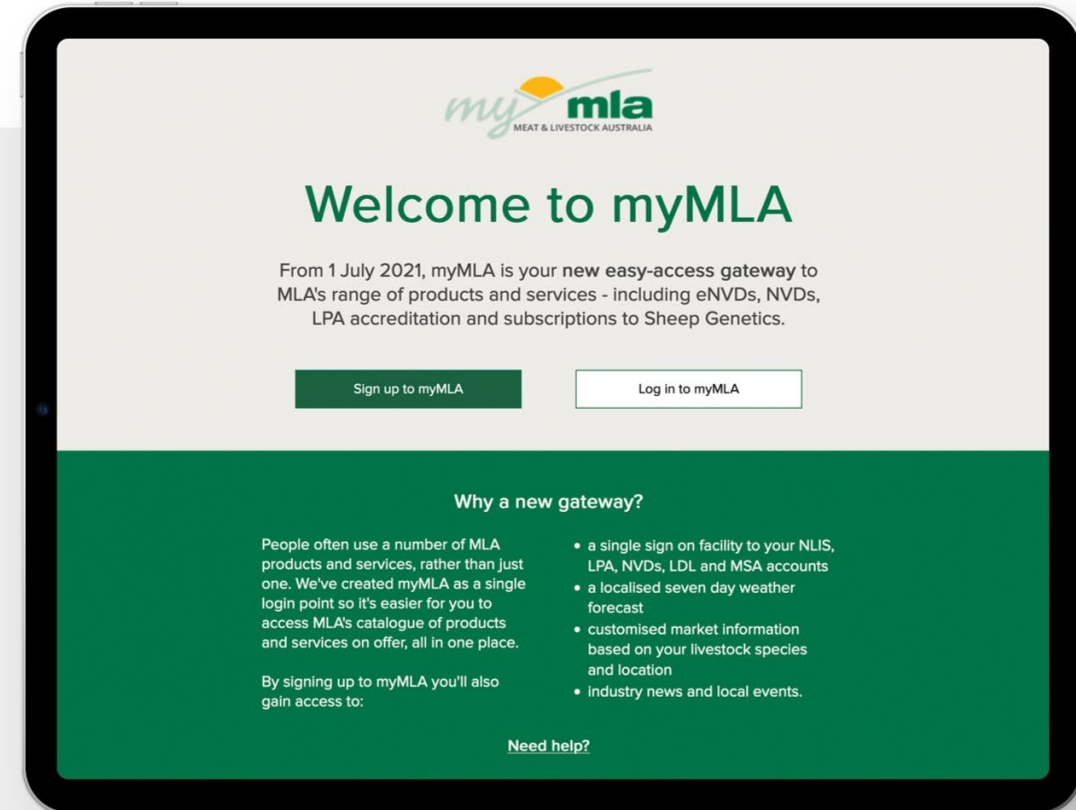 my mla
MEAT & LIVESTOCK AUSTRALIA
Welcome to myMLA
From 1 July 2021, myMLA is your new easy-access gateway to
MLA's range of products and services - including eNVDs, NVDs,
LPA accreditation and subscriptions to Sheep Genetics.
Sign up to myMLA
Log in to myMLA
Why a new gateway?
People often use a number of MLA
products and services, rather than just
one. We've created myMLA as a single
login point so it's easier for you to
access MLA's catalogue of products
and services on offer, all in one place.
By signing up to myMLA you'll also
gain access to:
• a single sign on facility to your NLIS,
LPA, NVDs, LDL and MSA accounts
• a localised seven day weather
forecast
• customised market information
based on your livestock species
and location
• industry news and local events.
Need help?